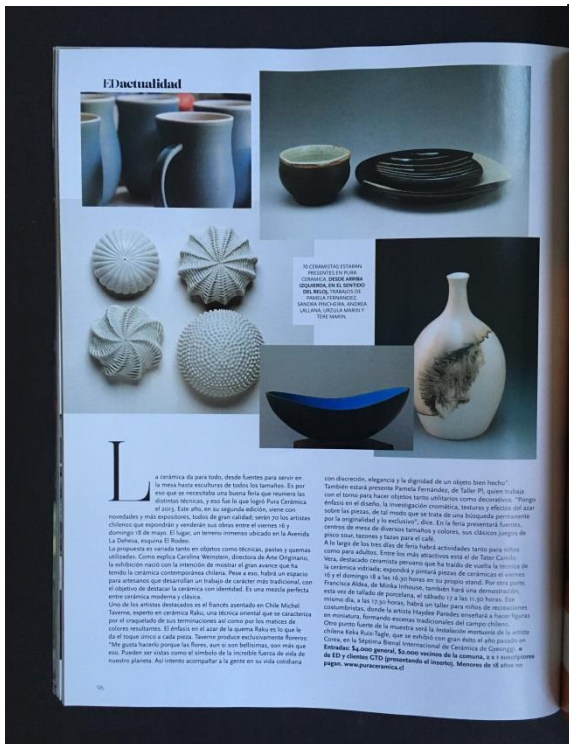 EDactualidad
70 CERAMISTAS ESTARÁN
PRESENTES EN PURA
CERÁMICA. DESDE ARRIBA
IZQUIERDA, EN EL SENTIDO
DEL RELOJ, TRABAJOS DE
PAMELA FERNÁNDEZ,
SANDRA PINCHEIRA, ANDREA
LALLANA, URZULA MARIN Y
TERE MARIN.
La cerámica da para todo, desde fuentes para servir en
la mesa hasta esculturas de todos los tamaños. Es por
eso que se necesitaba una buena feria que reuniera las
distintas técnicas, y eso fue lo que logró Pura Cerámica
el 2013. Este año, en su segunda edición, viene con
novedades y más expositores, todos de gran calidad; serán 70 los artistas
chilenos que expondrán y venderán sus obras entre el viernes 16 y
domingo 18 de mayo. El lugar, un terreno inmenso ubicado en la Avenida
La Dehesa, esquina El Rodeo.
La propuesta es variada tanto en objetos como técnicas, pastas y quemas
utilizadas. Como explica Carolina Weinstein, directora de Arte Originario,
la exhibición nació con la intención de mostrar el gran avance que ha
tenido la cerámica contemporánea chilena. Pese a eso, habrá un espacio
para artesanos que desarrollan un trabajo de carácter más tradicional, con
el objetivo de destacar la cerámica con identidad. Es una mezcla perfecta
entre cerámica moderna y clásica.
Uno de los artistas destacados es el francés asentado en Chile Michel
Taverne, experto en cerámica Raku, una técnica oriental que se caracteriza
por el craquelado de sus terminaciones así como por los matices de
colores resultantes. El énfasis en el azar de la quema Raku es lo que le
da el toque único a cada pieza. Taverne produce exclusivamente floreros:
"Me gusta hacerlo porque las flores, aun si son bellísimas, son más que
eso. Pueden ser vistas como el símbolo de la increíble fuerza de vida de
nuestro planeta. Así intento acompañar a la gente en su vida cotidiana
con discreción, elegancia y la dignidad de un objeto bien hecho".
También estará presente Pamela Fernández, de Taller PI, quien trabaja
con el torno para hacer objetos tanto utilitarios como decorativos. "Pongo
énfasis en el diseño, la investigación cromática, texturas y efectos del azar
sobre las piezas, de tal modo que se trata de una búsqueda permanente
por la originalidad y lo exclusivo", dice. En la feria presentará fuentes,
centros de mesa de diversos tamaños y colores, sus clásicos juegos de
pisco sour, tazones y tazas para el café.
A lo largo de los tres días de feria habrá actividades tanto para niños
como para adultos. Entre los más atractivos está el de Tater Camilo
Vera, destacado ceramista peruano que ha traído de vuelta la técnica de
la cerámica vidriada; expondrá y pintará piezas de cerámicas el viernes
16 y el domingo 18 a las 16.30 horas en su propio stand. Por otra parte,
Francisca Aldea, de Minka Inhouse, también hará una demostración,
esta vez de tallado de porcelana, el sábado 17 a las 11.30 horas. Ese
mismo día, a las 17.30 horas, habrá un taller para niños de recreaciones
costumbristas, donde la artista Haydée Paredes enseñará a hacer figuras
en miniatura, formando escenas tradicionales del campo chileno.
Otro punto fuerte de la muestra será la Instalación mortuoria de la artista
chilena Keka Ruiz-Tagle, que se exhibió con gran éxito el año pasado en
Corea, en la Séptima Bienal Internacional de Cerámica de Gyeonggi.
Entradas: $4.000 general, $2.000 vecinos de la comuna, 2 x 1 suscriptores
de ED y clientes GTD (presentando el inserto). Menores de 18 años no
pagan. www.puraceramica.cl
96